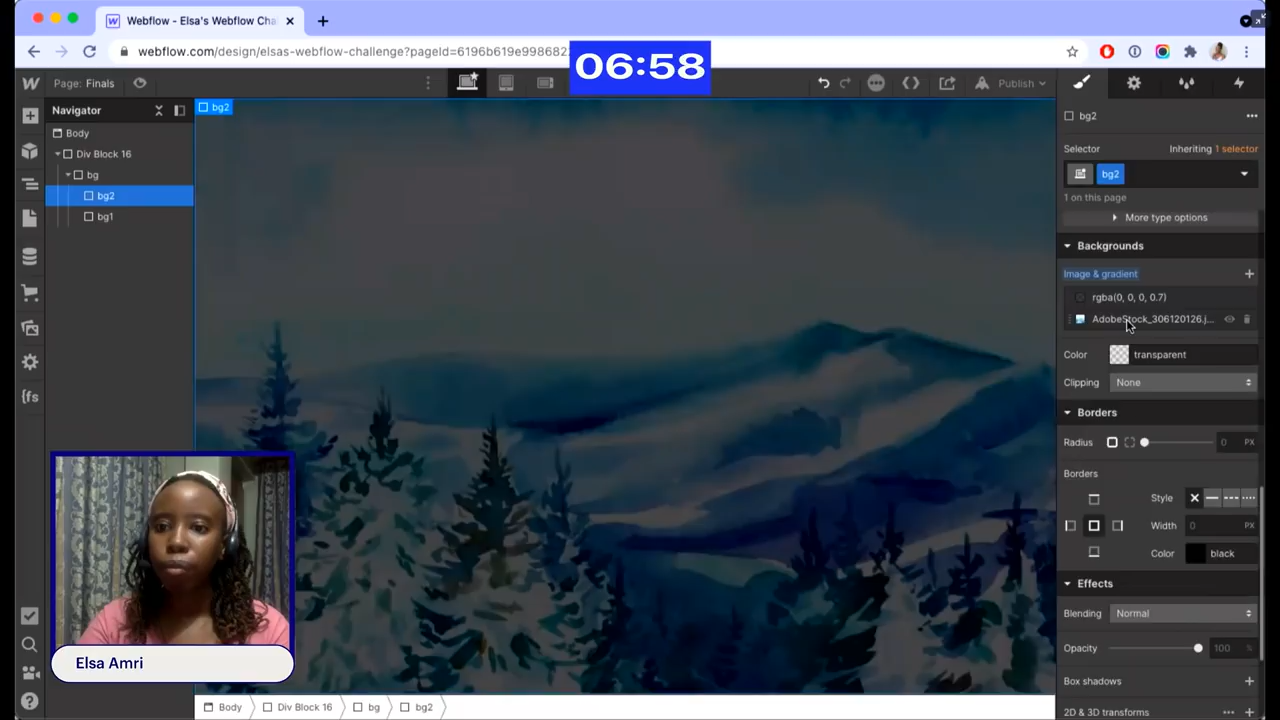 Webflow - Elsa's Webflow Cha
webflow.com/design/elsas-webflow-challenge?pageId=6196b619e998682
06:58
Page: Finals
Publish
Navigator
bg2
bg2
Body
Selector
Inheriting 1 selector
Div Block 16
bg
bg2
bg2
1 on this page
bg1
More type options
Backgrounds
Image & gradient
rgba(0, 0, 0, 0.7)
AdobeStock_306120126.j...
Color
transparent
Clipping
None
Borders
Radius
0
PX
Borders
Style
Width
0
PX
Color
black
Effects
Blending
Normal
Opacity
100
%
Elsa Amri
Box shadows
Body
Div Block 16
bg
bg2
2D & 3D transforms